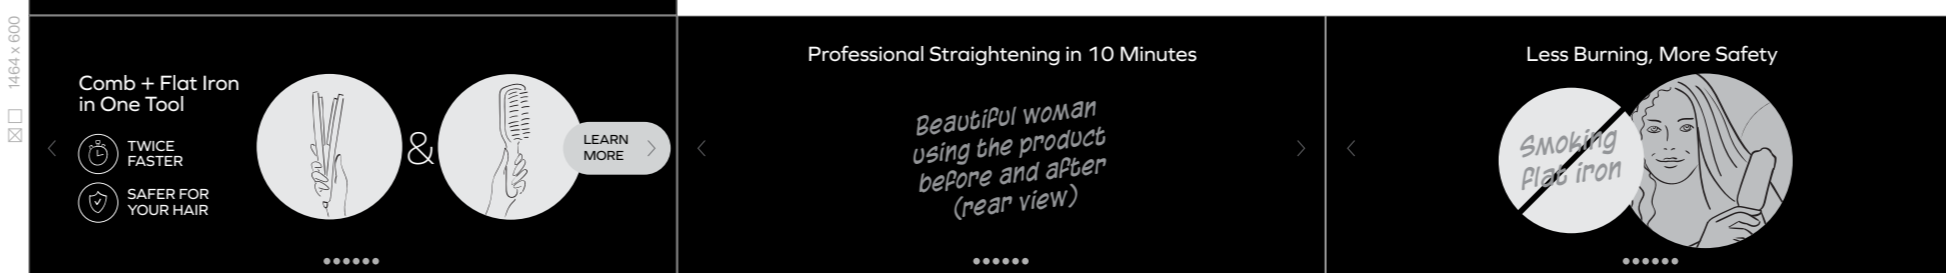 1464 x 600
Comb + Flat Iron
in One Tool
TWICE
FASTER
SAFER FOR
YOUR HAIR
&
LEARN
MORE
Professional Straightening in 10 Minutes
Beautiful woman
using the product
before and after
(rear view)
Less Burning, More Safety
Smoking
flat iron